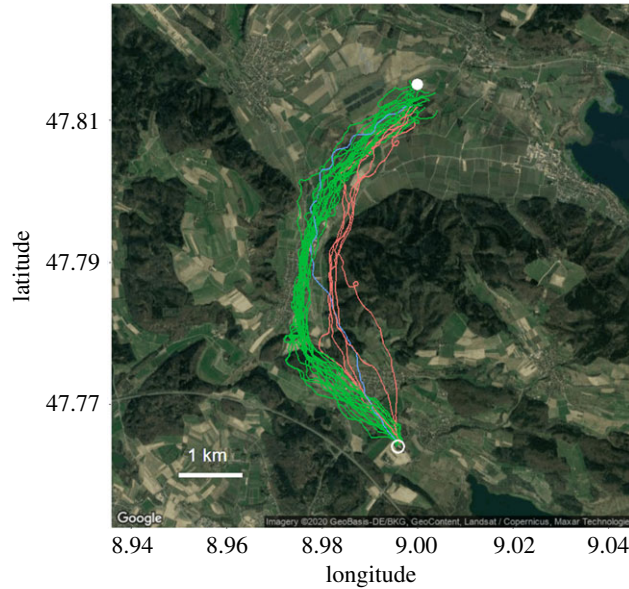 latitude
47.81
47.79
47.77
1 km
Google
Imagery ©2020 GeoBasis-DE/BKG, GeoContent, Landsat / Copernicus, Maxar Technologie
8.94 8.96 8.98 9.00 9.02 9.04
longitude